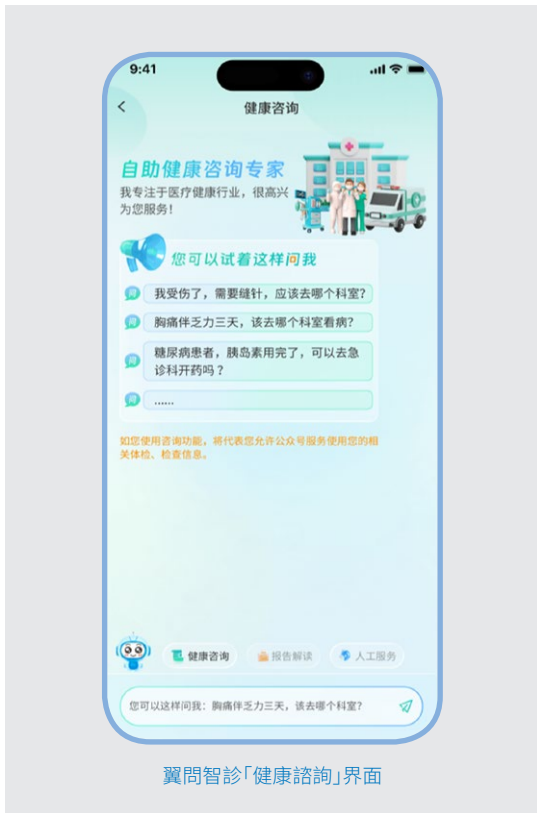 9:41
健康咨询
自助健康咨询专家
我专注于医疗健康行业，很高兴
为您服务！
您可以试着这样问我
问 我受伤了，需要缝针，应该去哪个科室？
问 胸痛伴乏力三天，该去哪个科室看病？
问 糖尿病患者，胰岛素用完了，可以去急
诊科开药吗？
问 ......
如您使用咨询功能，将代表您允许公众号服务使用您的相
关体检、检查信息。
健康咨询 报告解读 人工服务
您可以这样问我：胸痛伴乏力三天，该去哪个科室？
翼問智診「健康諮詢」界面